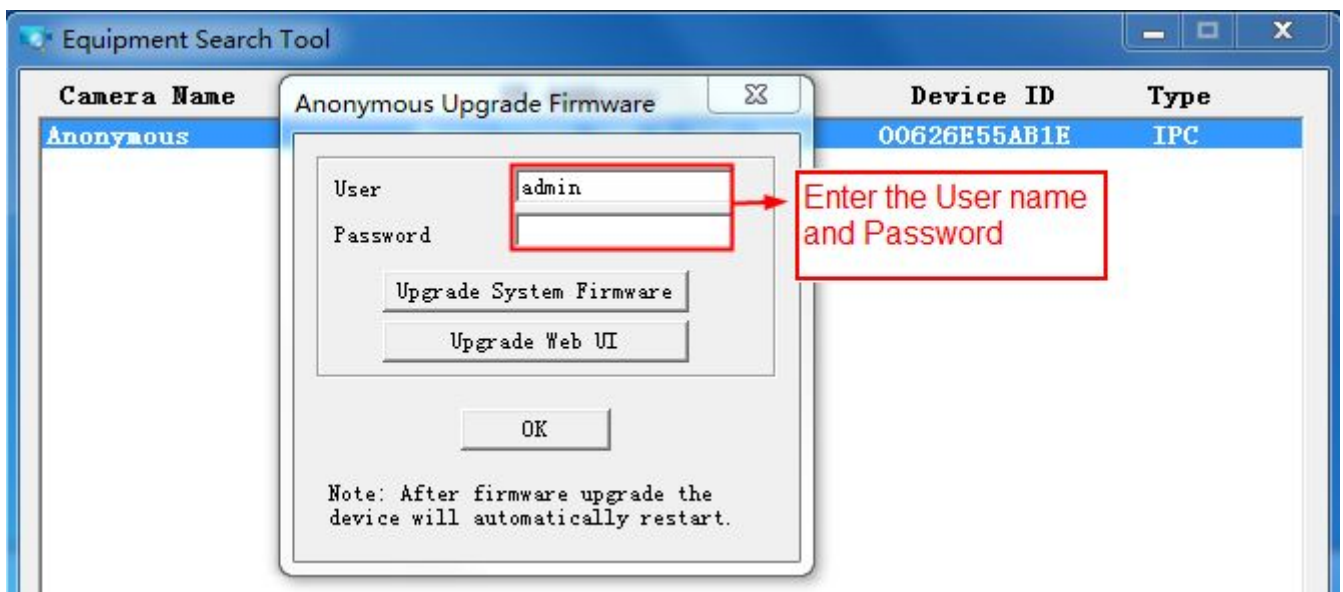 Equipment Search Tool
Camera Name Device ID Type
Anonymous 00626E55AB1E IPC
Anonymous Upgrade Firmware
User admin
Password
Upgrade System Firmware
Upgrade Web UI
OK
Note: After firmware upgrade the
device will automatically restart.
Enter the User name
and Password